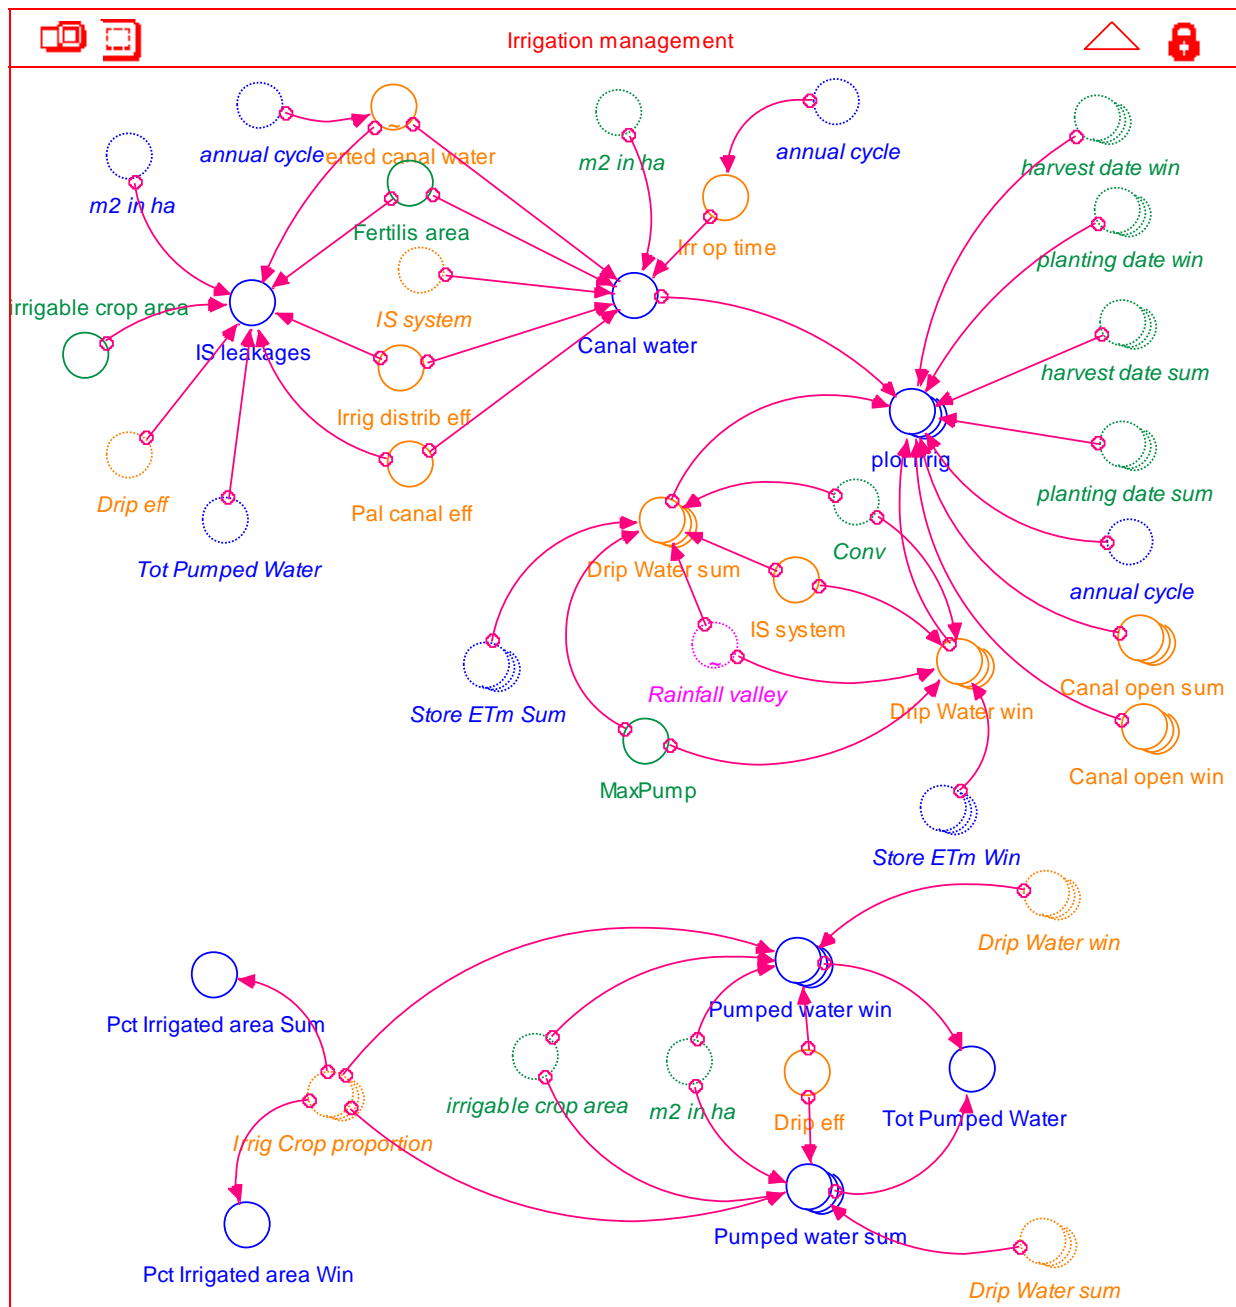 Irrigation management
annual cycle
erted canal water
m2 in ha
annual cycle
harvest date win
m2 in ha
Fertilis area
Irr op time
planting date win
irrigable crop area
IS system
IS leakages
Canal water
harvest date sum
Irrig distrib eff
plot irrig
Drip eff
Pal canal eff
planting date sum
Tot Pumped Water
Drip Water sum
Conv
annual cycle
IS system
Store ETm Sum
Rainfall valley
Drip Water win
Canal open sum
MaxPump
Canal open win
Store ETm Win
Drip Water win
Pct Irrigated area Sum
Pumped water win
irrigable crop area
m2 in ha
Drip eff
Tot Pumped Water
Irrig Crop proportion
Pumped water sum
Pct Irrigated area Win
Drip Water sum